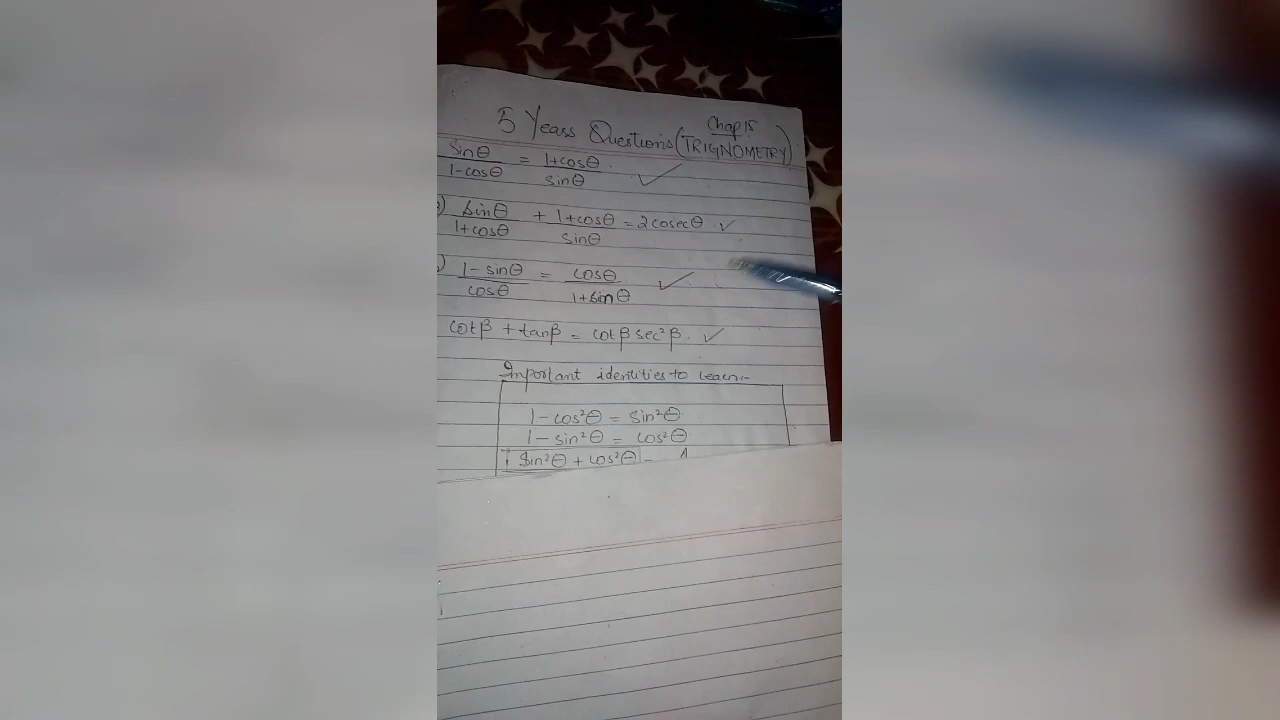 5 Years Questions (Chap 15 TRIGNOMETRY)
sinθ/1-cosθ = 1+cosθ/sinθ
) sinθ/1+cosθ + 1+cosθ/sinθ = 2cosecθ
) 1-sinθ/cosθ = cosθ/1+sinθ
cotβ + tanβ = cotβ sec²β
Important identities to learn:-
1-cos²θ = sin²θ
1-sin²θ = cos²θ
sin²θ + cos²θ =